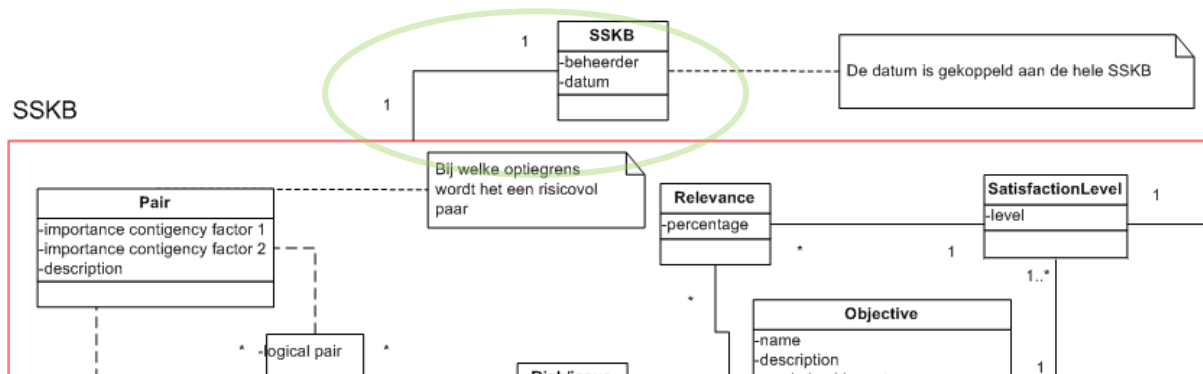 1
SSKB
-beheerder
-datum
De datum is gekoppeld aan de hele SSKB
1
SSKB
Bij welke optiegrens
wordt het een risicovol
paar
Pair
-importance contigency factor 1
-importance contigency factor 2
-description
Relevance
-percentage
SatisfactionLevel
-level
1
*
1
1..*
*
Objective
-name
-description
* -logical pair *
1